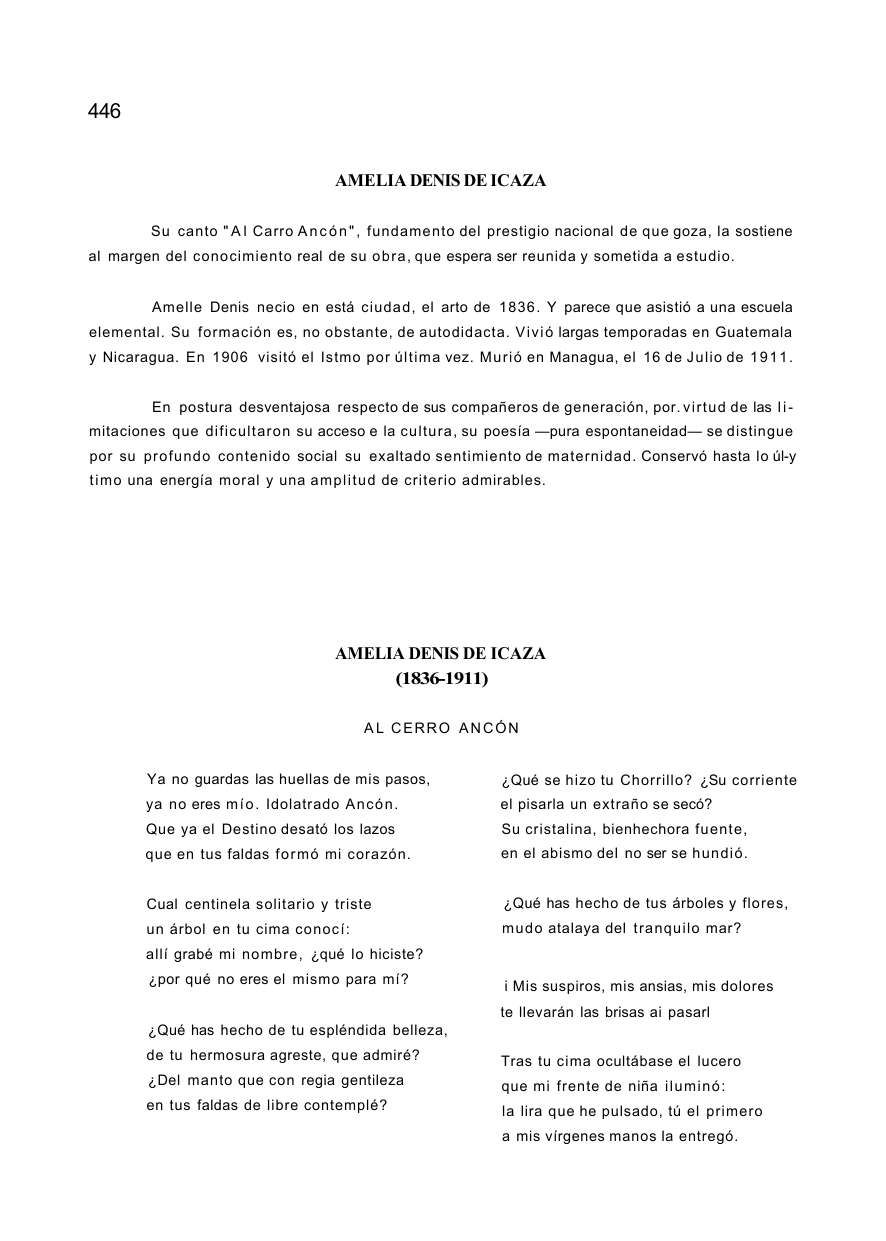 446
AMELIA DENIS DE ICAZA
Su canto "Al Carro Ancón", fundamento del prestigio nacional de que goza, la sostiene
al margen del conocimiento real de su obra, que espera ser reunida y sometida a estudio.
Amelle Denis necio en está ciudad, el arto de 1836. Y parece que asistió a una escuela
elemental. Su formación es, no obstante, de autodidacta. Vivió largas temporadas en Guatemala
y Nicaragua. En 1906 visitó el Istmo por última vez. Murió en Managua, el 16 de Julio de 1911.
En postura desventajosa respecto de sus compañeros de generación, por. virtud de las li-
mitaciones que dificultaron su acceso e la cultura, su poesía —pura espontaneidad— se distingue
por su profundo contenido social su exaltado sentimiento de maternidad. Conservó hasta lo úl-y
timo una energía moral y una amplitud de criterio admirables.
AMELIA DENIS DE ICAZA
(1836-1911)
AL CERRO ANCÓN
Ya no guardas las huellas de mis pasos,
ya no eres mío. Idolatrado Ancón.
Que ya el Destino desató los lazos
que en tus faldas formó mi corazón.
Cual centinela solitario y triste
un árbol en tu cima conocí:
allí grabé mi nombre, ¿qué lo hiciste?
¿por qué no eres el mismo para mí?
¿Qué has hecho de tu espléndida belleza,
de tu hermosura agreste, que admiré?
¿Del manto que con regia gentileza
en tus faldas de libre contemplé?
¿Qué se hizo tu Chorrillo? ¿Su corriente
el pisarla un extraño se secó?
Su cristalina, bienhechora fuente,
en el abismo del no ser se hundió.
¿Qué has hecho de tus árboles y flores,
mudo atalaya del tranquilo mar?
i Mis suspiros, mis ansias, mis dolores
te llevarán las brisas ai pasarl
Tras tu cima ocultábase el lucero
que mi frente de niña iluminó:
la lira que he pulsado, tú el primero
a mis vírgenes manos la entregó.